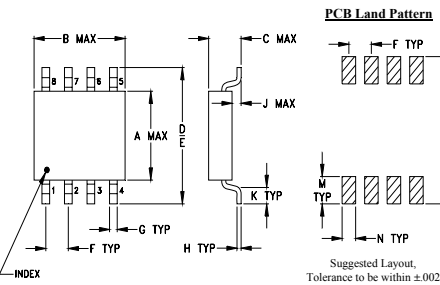 PCB Land Pattern
B MAX
C MAX
F TYP
8 7 6 5
J MAX
A MAX
D
E
K TYP
M
TYP
1 2 3 4
G TYP
F TYP
H TYP
N TYP
INDEX
Suggested Layout,
Tolerance to be within ±.002